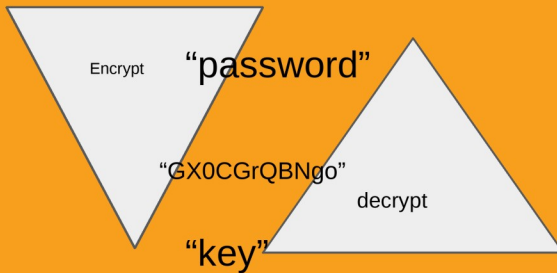 Encrypt
“password”
“GX0CGrQBNgo”
decrypt
“key”